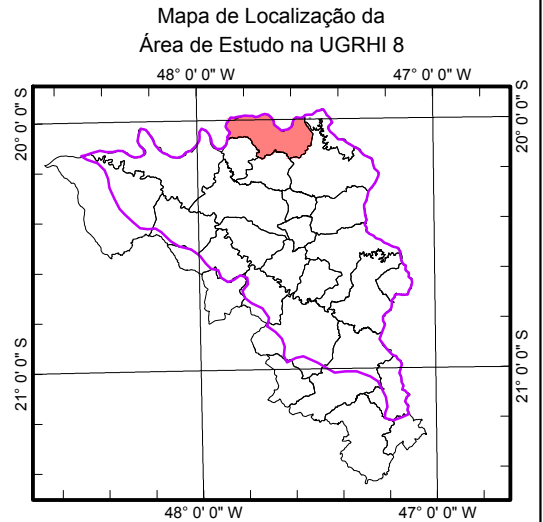 Mapa de Localização da
Área de Estudo na UGRHI 8
48° 0' 0" W
47° 0' 0" W
20° 0' 0" S
20° 0' 0" S
21° 0' 0" S
21° 0' 0" S
48° 0' 0" W
47° 0' 0" W